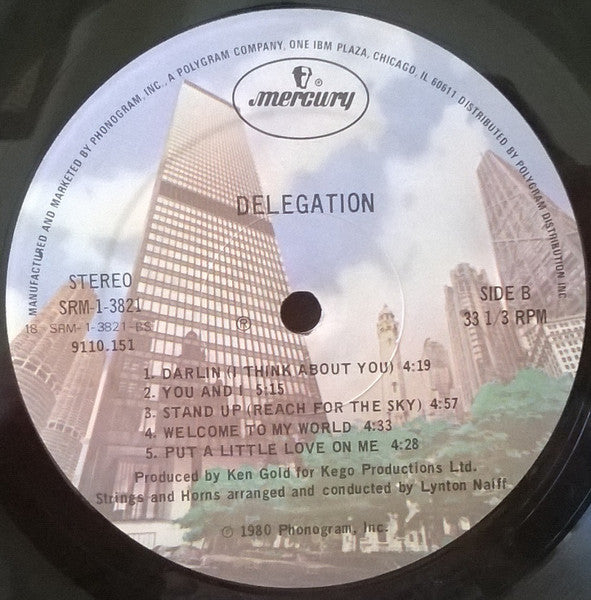 MANUFACTURED AND MARKETED BY PHONOGRAM, INC., A POLYGRAM COMPANY, ONE IBM PLAZA, CHICAGO, IL 60611 DISTRIBUTED BY POLYGRAM DISTRIBUTION INC
®
mercury
DELEGATION
STEREO
SRM-1-3821
18 - SRM-1-3821-BS
9110.151
℗
SIDE B
33 1/3 RPM
1. DARLIN (I THINK ABOUT YOU) 4:19
2. YOU AND I 5:15
3. STAND UP (REACH FOR THE SKY) 4:57
4. WELCOME TO MY WORLD 4:33
5. PUT A LITTLE LOVE ON ME 4:28
Produced by Ken Gold for Kego Productions Ltd.
Strings and Horns arranged and conducted by Lynton Naiff
© 1980 Phonogram, Inc.